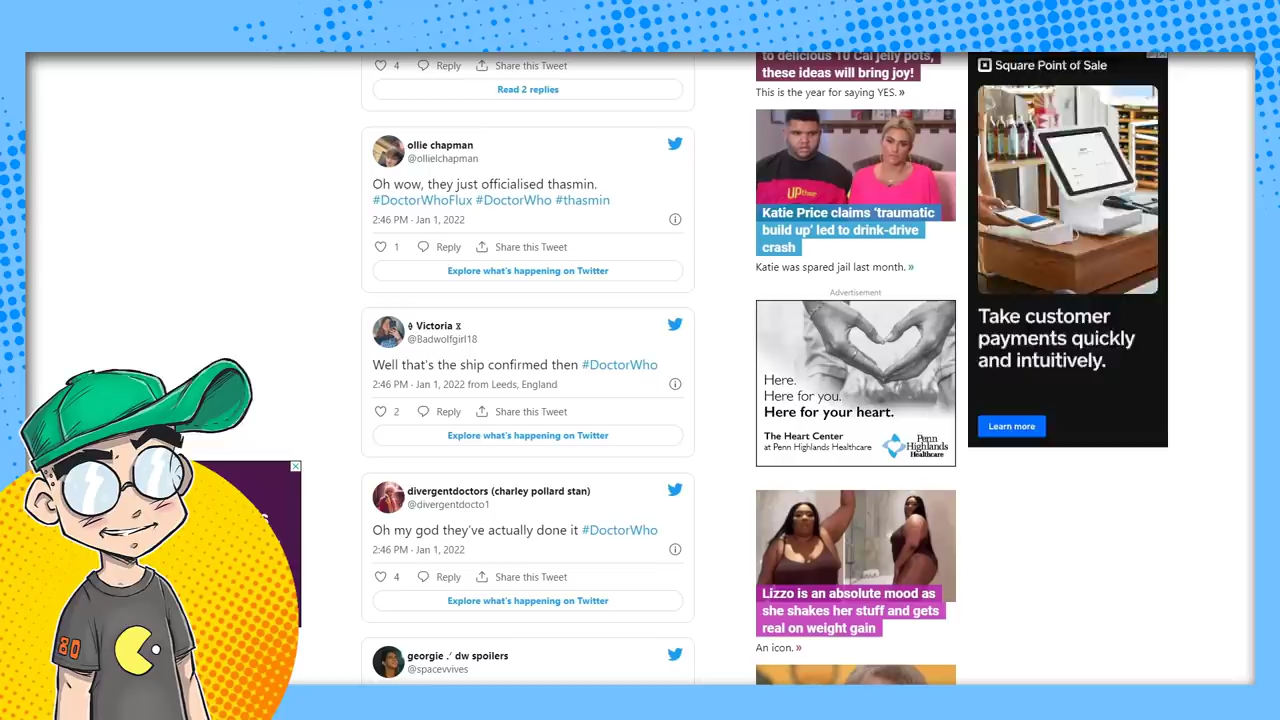 4 Reply Share this Tweet
Read 2 replies
ollie chapman
@ollielchapman
Oh wow, they just officialised thasmin.
#DoctorWhoFlux #DoctorWho #thasmin
2:46 PM · Jan 1, 2022
1 Reply Share this Tweet
Explore what's happening on Twitter
Victoria
@Badwolfgirl18
Well that's the ship confirmed then #DoctorWho
2:46 PM · Jan 1, 2022 from Leeds, England
2 Reply Share this Tweet
Explore what's happening on Twitter
divergentdoctors (charley pollard stan)
@divergentdocto1
Oh my god they've actually done it #DoctorWho
2:46 PM · Jan 1, 2022
4 Reply Share this Tweet
Explore what's happening on Twitter
georgie .ᐟ dw spoilers
@spacevvives
to delicious 10 Cal jelly pots,
these ideas will bring joy!
This is the year for saying YES. »
UP
Katie Price claims ‘traumatic
build up’ led to drink-drive
crash
Katie was spared jail last month. »
Advertisement
Here.
Here for you.
Here for your heart.
The Heart Center
at Penn Highlands Healthcare
Penn
Highlands
Healthcare
Lizzo is an absolute mood as
she shakes her stuff and gets
real on weight gain
An icon. »
Square Point of Sale
Take customer
payments quickly
and intuitively.
Learn more
80